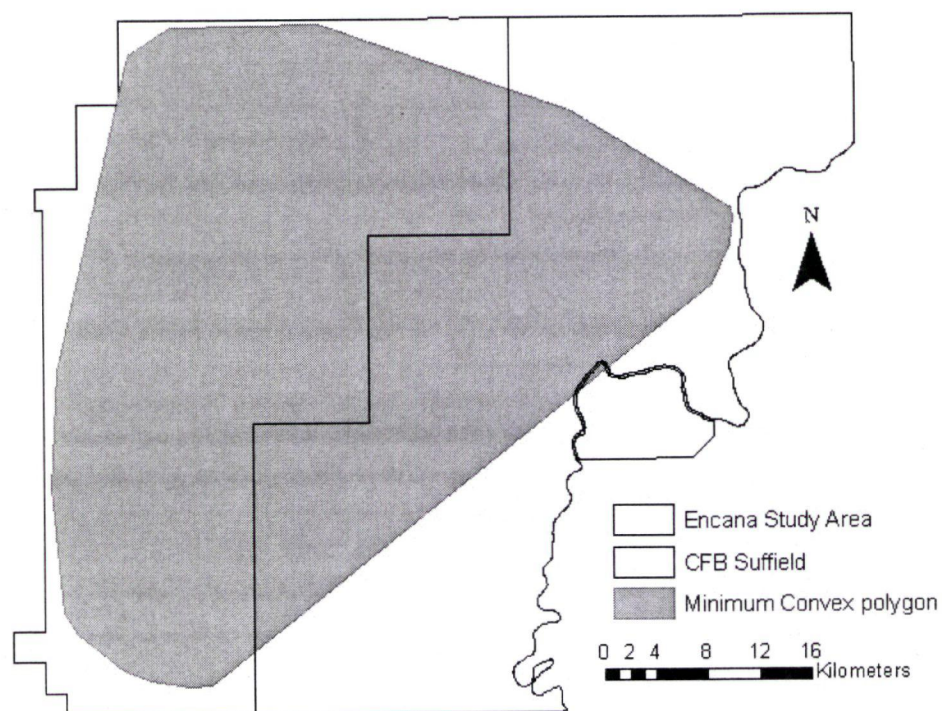 N
Encana Study Area
CFB Suffield
Minimum Convex polygon
0 2 4 8 12 16
Kilometers